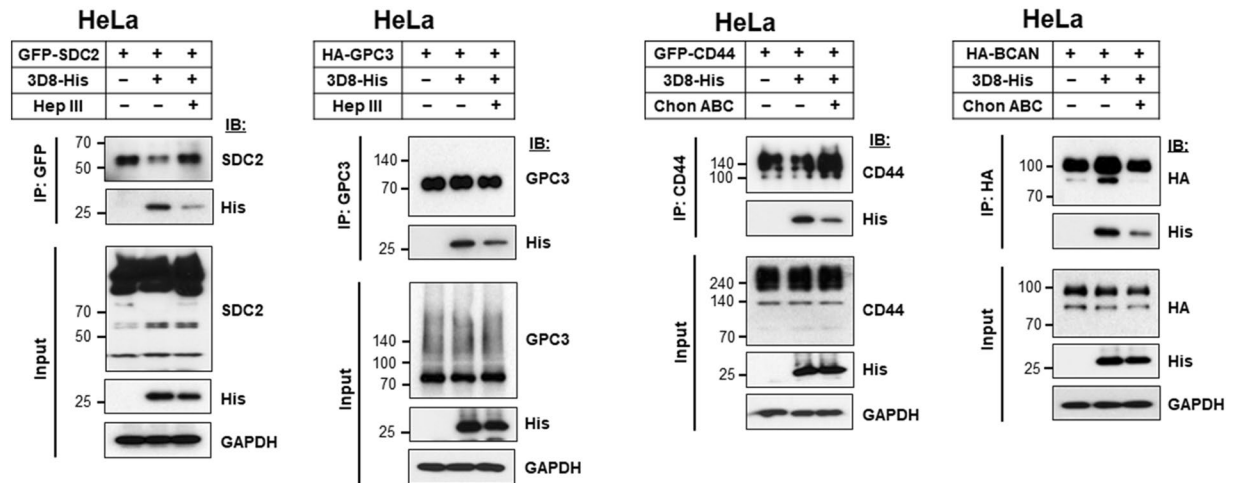 HeLa
GFP-SDC2 + + +
3D8-His – + +
Hep III – – +
IB:
IP: GFP
70
50
SDC2
25
His
Input
70
50
SDC2
25
His
GAPDH
HeLa
HA-GPC3 + + +
3D8-His – + +
Hep III – – +
IB:
IP: GPC3
140
70
GPC3
25
His
Input
140
100
70
GPC3
25
His
GAPDH
HeLa
GFP-CD44 + + +
3D8-His – + +
Chon ABC – – +
IB:
IP: CD44
140
100
CD44
His
Input
240
140
70
CD44
25
His
GAPDH
HeLa
HA-BCAN + + +
3D8-His – + +
Chon ABC – – +
IB:
IP: HA
100
70
HA
25
His
Input
100
70
HA
25
His
GAPDH